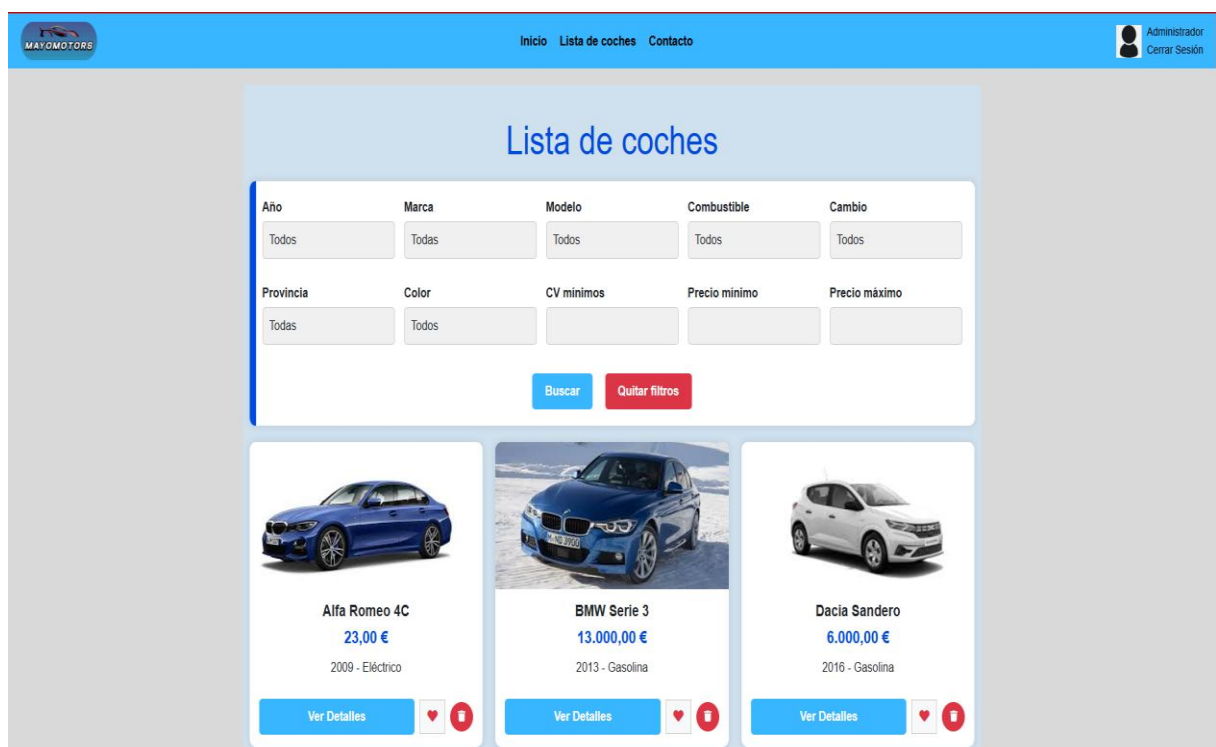 MAYOMOTORS
Inicio Lista de coches Contacto
Administrador
Cerrar Sesión
Lista de coches
Año Marca Modelo Combustible Cambio
Todos Todas Todos Todos Todos
Provincia Color CV mínimos Precio mínimo Precio máximo
Todas Todos
Buscar Quitar filtros
M·ND 3900
Alfa Romeo 4C BMW Serie 3 Dacia Sandero
23,00 € 13.000,00 € 6.000,00 €
2009 - Eléctrico 2013 - Gasolina 2016 - Gasolina
Ver Detalles Ver Detalles Ver Detalles